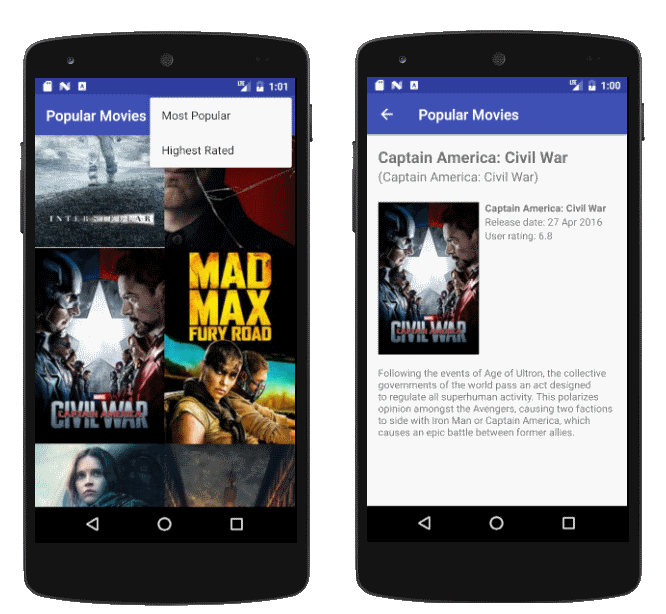 1:01
Popular Movies
Most Popular
Highest Rated
INTERSTELLAR
MAD
MAX
FURY ROAD
MARVEL
CIVIL WAR
CAPTAIN AMERICA
1:00
Popular Movies
Captain America: Civil War
(Captain America: Civil War)
Captain America: Civil War
Release date: 27 Apr 2016
User rating: 6.8
CIVIL WAR
CAPTAIN AMERICA
Following the events of Age of Ultron, the collective
governments of the world pass an act designed
to regulate all superhuman activity. This polarizes
opinion amongst the Avengers, causing two factions
to side with Iron Man or Captain America, which
causes an epic battle between former allies.